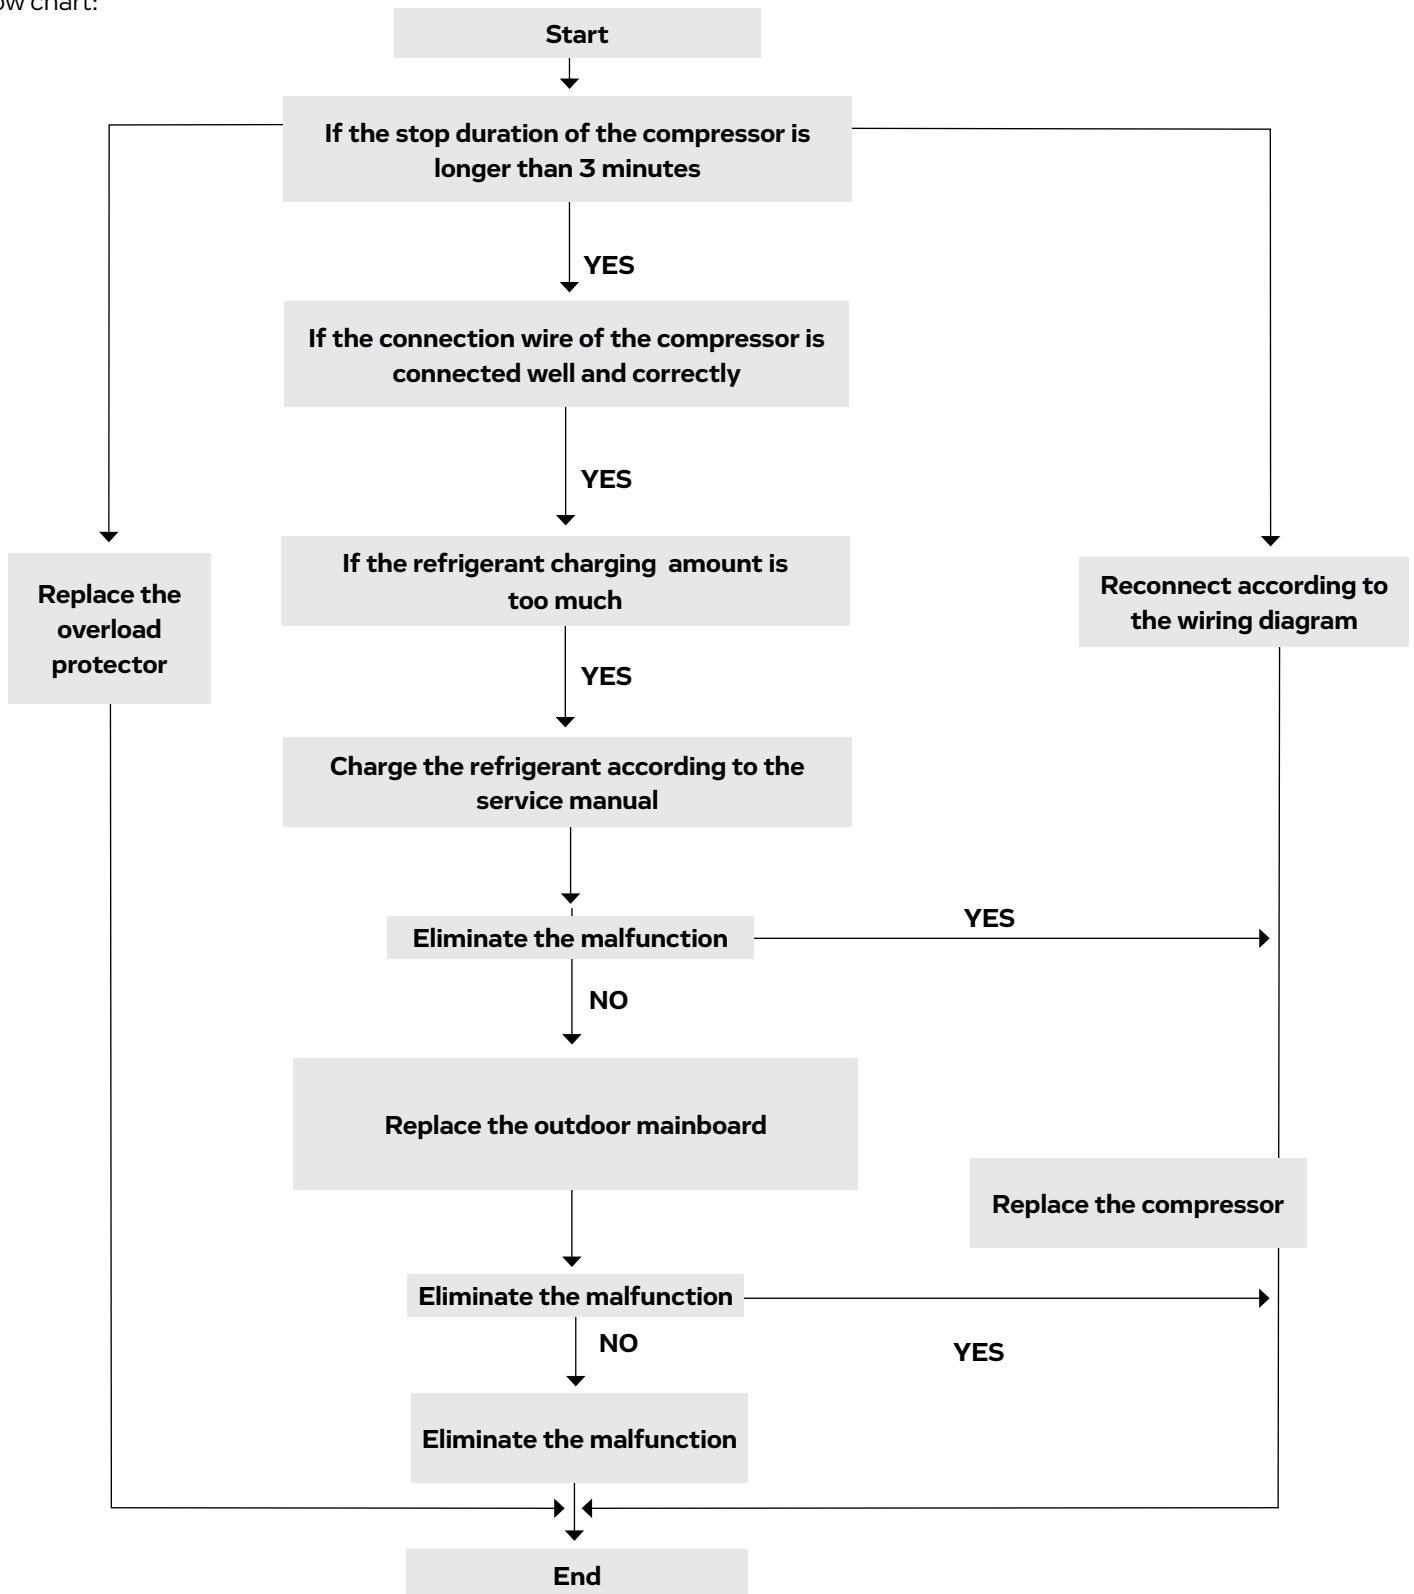 chart:
Start
If the stop duration of the compressor is
longer than 3 minutes
YES
If the connection wire of the compressor is
connected well and correctly
YES
If the refrigerant charging amount is
too much
Replace the
overload
protector
Reconnect according to
the wiring diagram
YES
Charge the refrigerant according to the
service manual
YES
Eliminate the malfunction
NO
Replace the outdoor mainboard
Replace the compressor
Eliminate the malfunction
NO
YES
Eliminate the malfunction
End